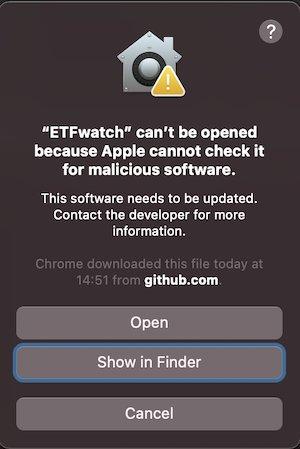 ?
“ETFwatch” can’t be opened
because Apple cannot check it
for malicious software.
This software needs to be updated.
Contact the developer for more
information.
Chrome downloaded this file today at
14:51 from github.com.
Open
Show in Finder
Cancel